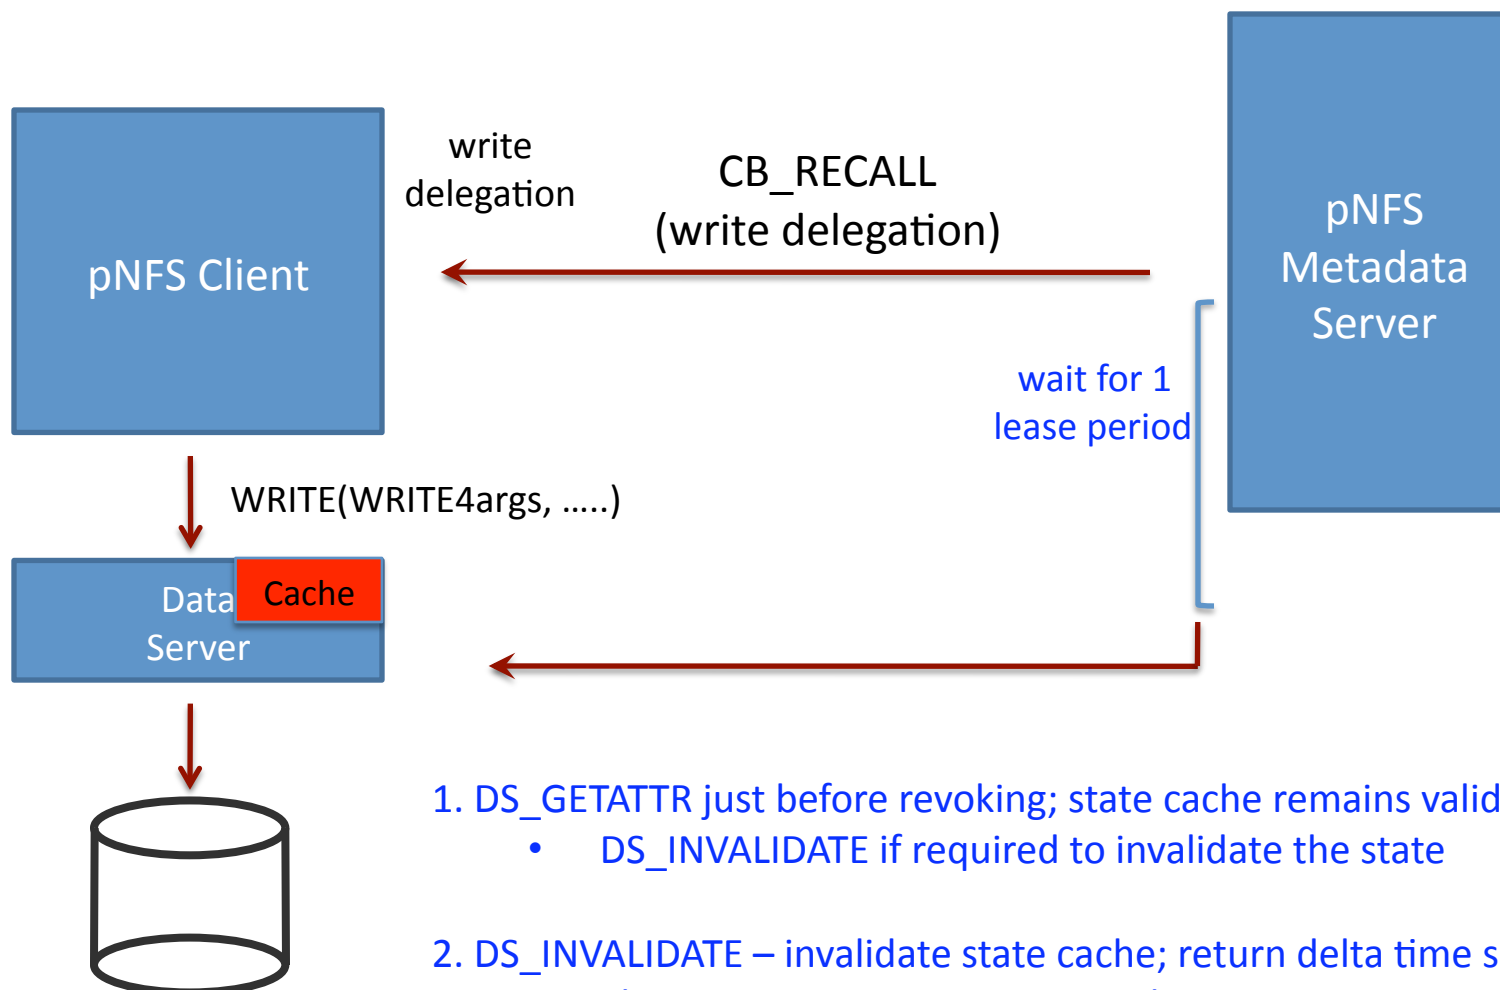 write
delegation
CB_RECALL
(write delegation)
pNFS Client
pNFS
Metadata
Server
wait for 1
lease period
WRITE(WRITE4args, …..)
Data
Server
Cache
1. DS_GETATTR just before revoking; state cache remains valid
• DS_INVALIDATE if required to invalidate the state
2. DS_INVALIDATE – invalidate state cache; return delta time s